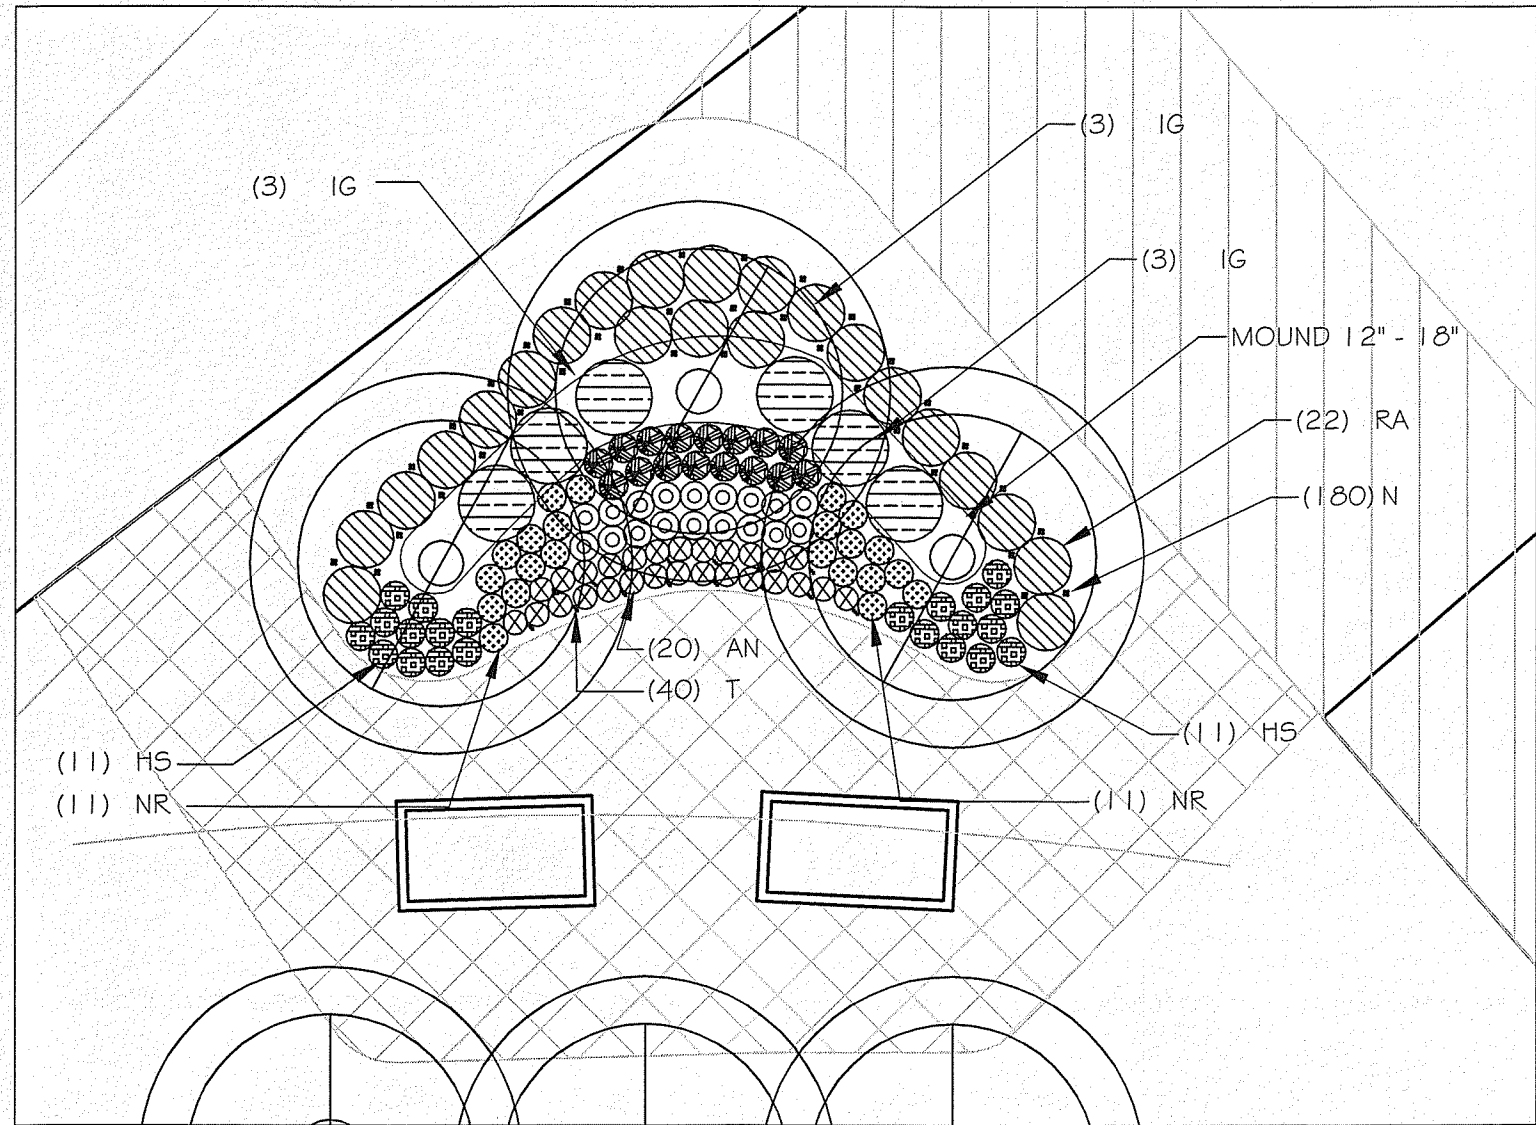 (3) IG
(3) IG
(3) IG
MOUND 12" - 18"
(22) RA
(180) N
(20) AN
(40) T
(11) HS
(11) HS
(11) NR
(11) NR